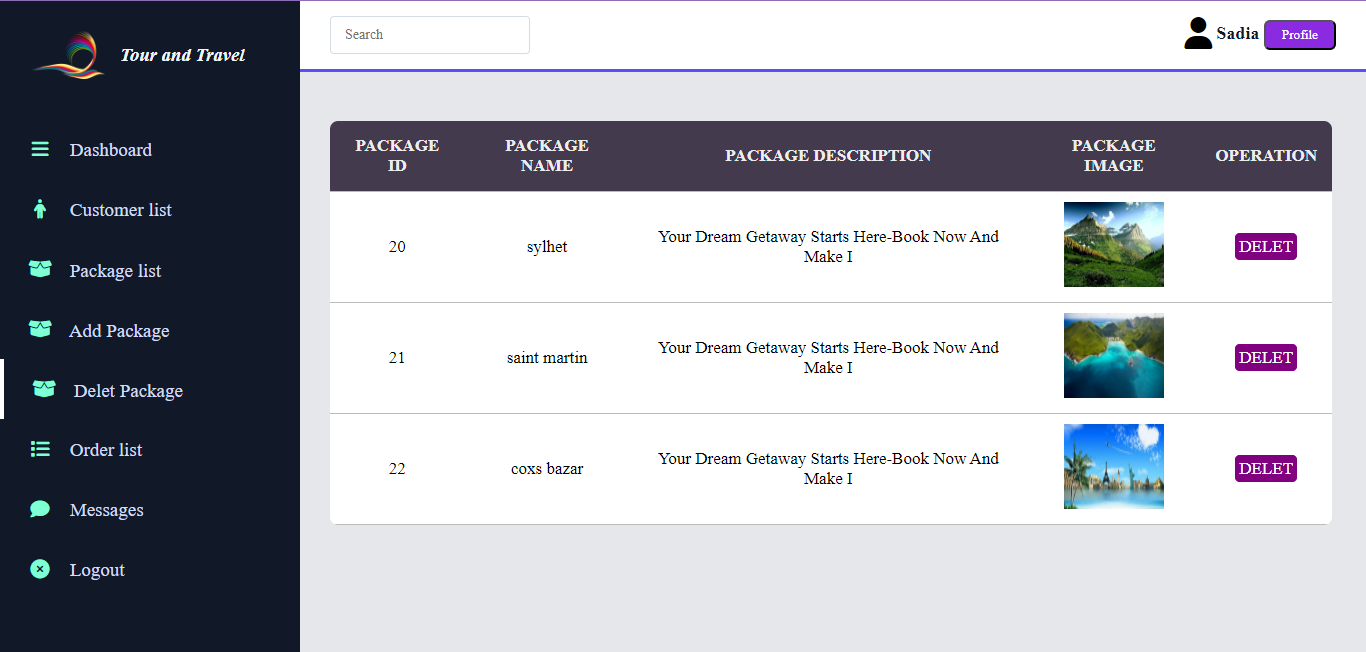 Tour and Travel
Dashboard
Customer list
Package list
Add Package
Delet Package
Order list
Messages
Logout
Search
Sadia
Profile
PACKAGE
ID
PACKAGE
NAME
PACKAGE DESCRIPTION
PACKAGE
IMAGE
OPERATION
20
sylhet
Your Dream Getaway Starts Here-Book Now And
Make I
DELET
21
saint martin
Your Dream Getaway Starts Here-Book Now And
Make I
DELET
22
coxs bazar
Your Dream Getaway Starts Here-Book Now And
Make I
DELET